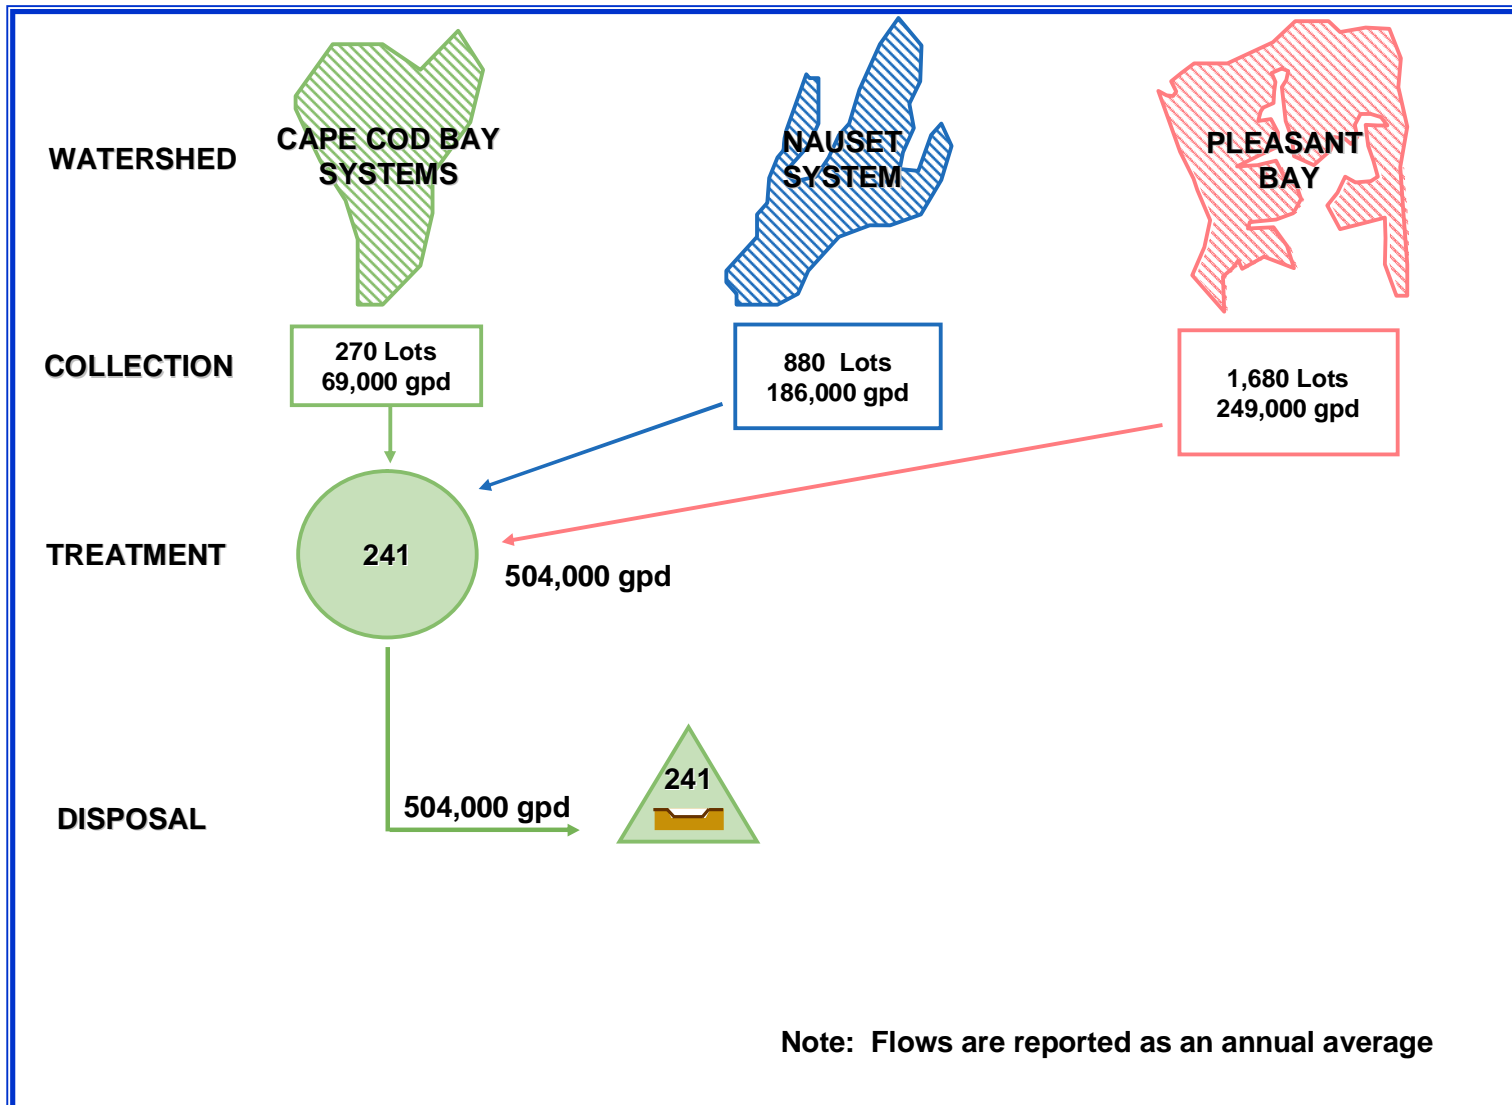 WATERSHED
CAPE COD BAY
SYSTEMS
NAUSET
SYSTEM
PLEASANT
BAY
COLLECTION
270 Lots
69,000 gpd
880 Lots
186,000 gpd
1,680 Lots
249,000 gpd
TREATMENT
241
504,000 gpd
DISPOSAL
504,000 gpd
241
Note: Flows are reported as an annual average